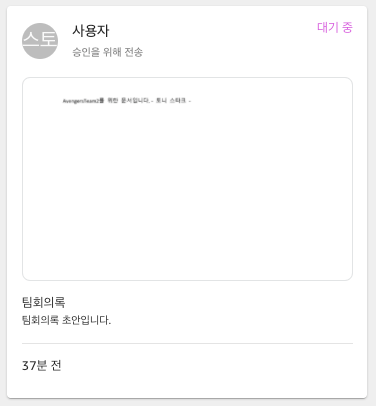 스토
사용자
대기 중
승인을 위해 전송
AvengersTeam2를 위한 문서입니다. - 토니 스타크 -
팀회의록
팀회의록 초안입니다.
37분 전